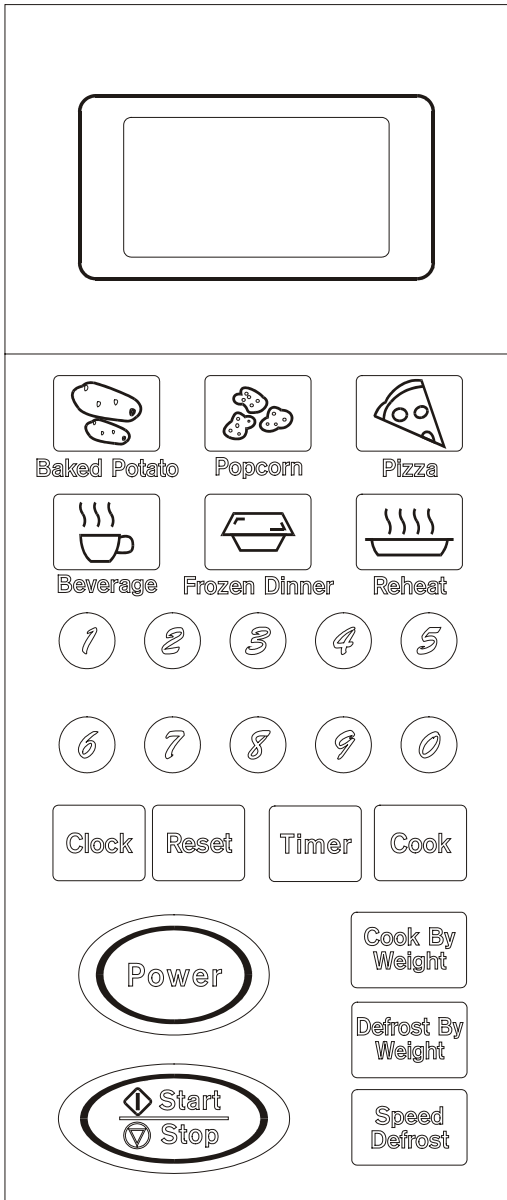 Baked Potato Popcorn Pizza
Beverage Frozen Dinner Reheat
1 2 3 4 5
6 7 8 9 0
Clock Reset Timer Cook
Power
Cook By
Weight
Defrost By
Weight
Start
Stop
Speed
Defrost